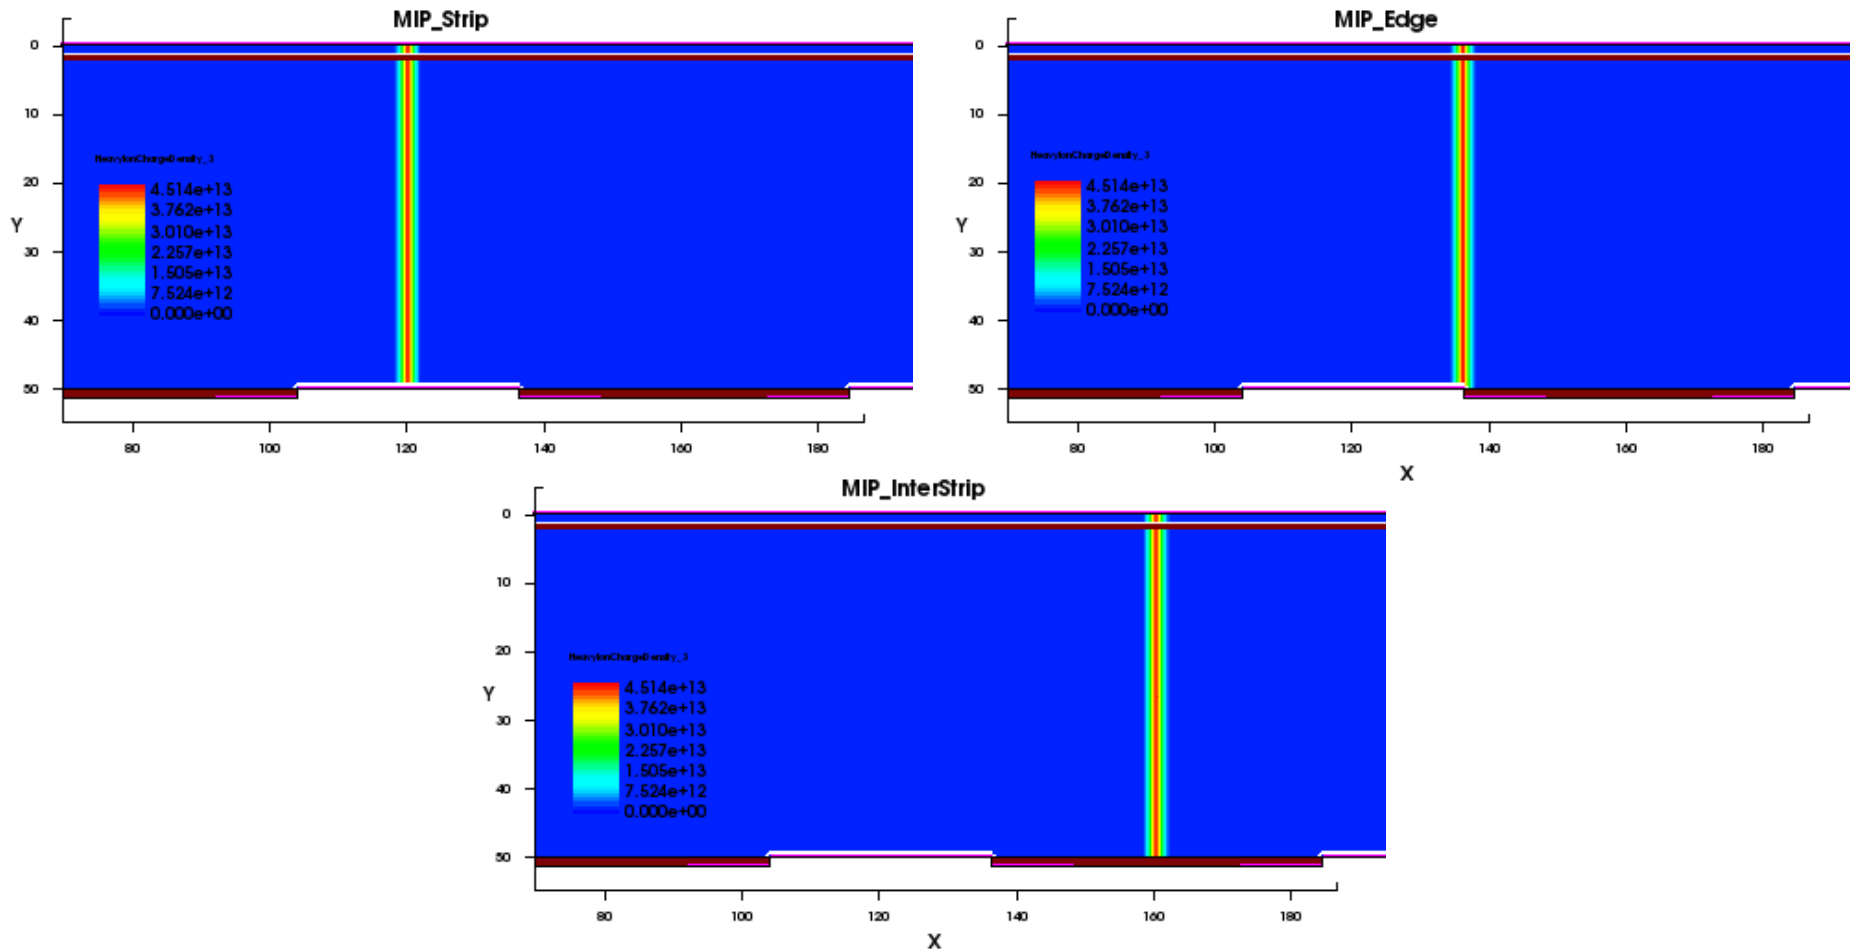 MIP_Strip
0
10
20
30
40
50
Y
HeavyIonChargeDensity_3
4.514e+13
3.762e+13
3.010e+13
2.257e+13
1.505e+13
7.524e+12
0.000e+00
80 100 120 140 160 180
MIP_Edge
0
10
20
30
40
50
Y
HeavyIonChargeDensity_3
4.514e+13
3.762e+13
3.010e+13
2.257e+13
1.505e+13
7.524e+12
0.000e+00
80 100 120 140 160 180
X
MIP_InterStrip
0
10
20
30
40
50
Y
HeavyIonChargeDensity_3
4.514e+13
3.762e+13
3.010e+13
2.257e+13
1.505e+13
7.524e+12
0.000e+00
80 100 120 140 160 180
X